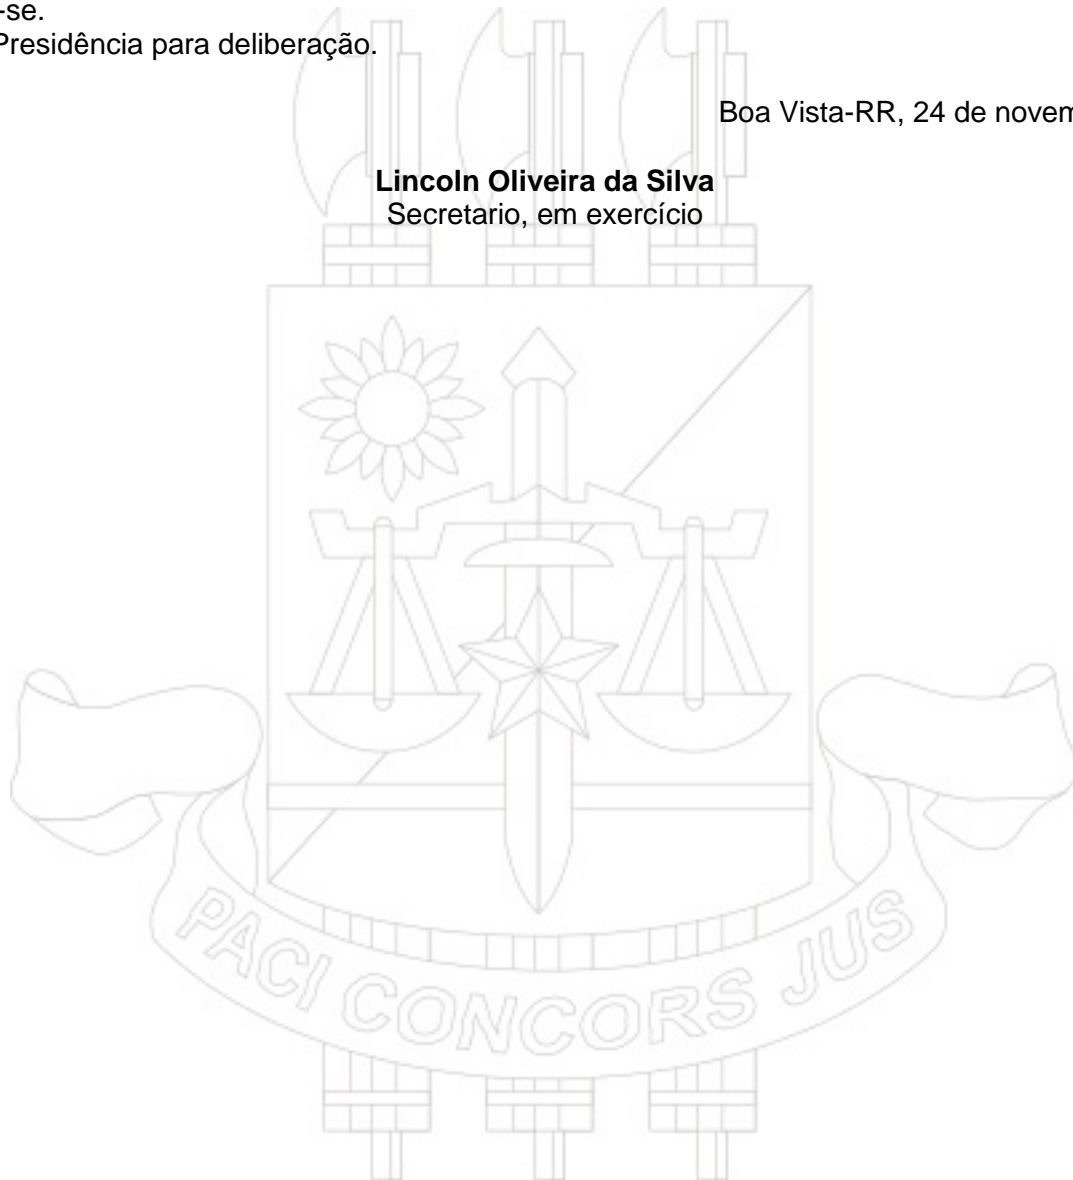 -se.
Presidência para deliberação.
Boa Vista-RR, 24 de novem
Lincoln Oliveira da Silva
Secretario, em exercício
PACI CONCORS JUS